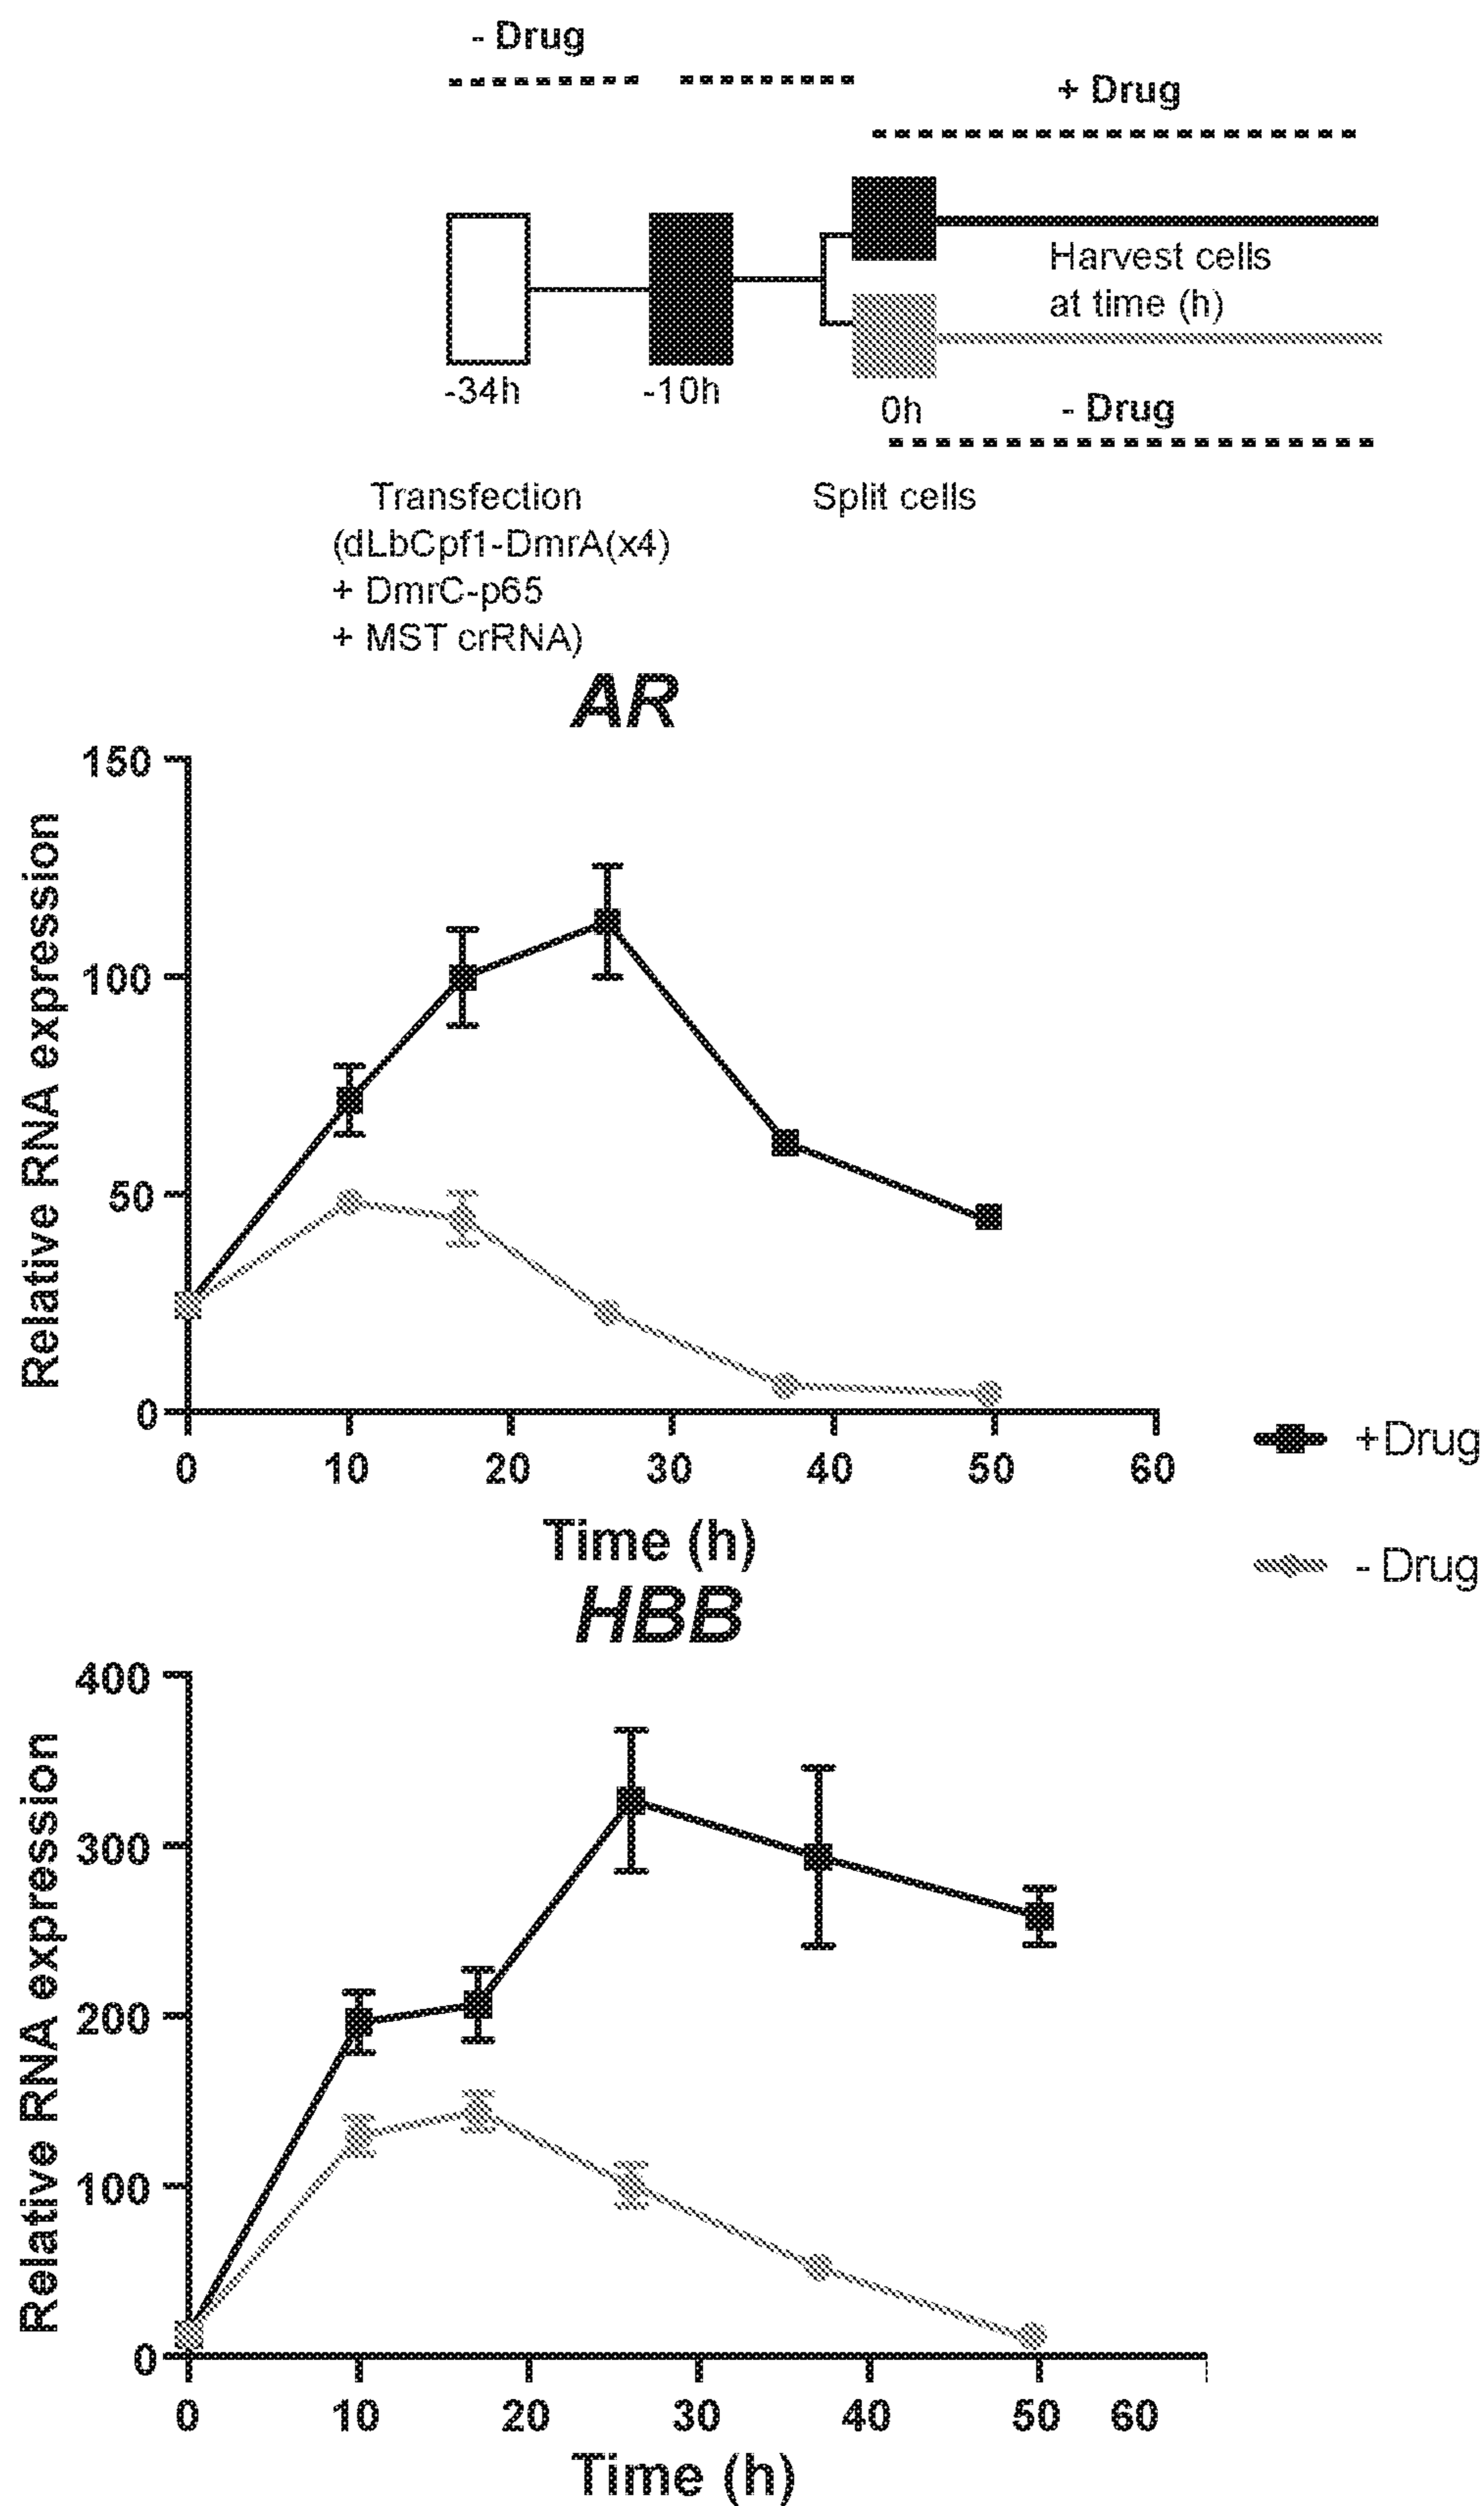 - Drug
+ Drug
Harvest cells
at time (h)
-34h
-10h
0h
- Drug
Transfection
(dLbCpf1-DmrA(x4)
+ DmrC-p65
+ MST crRNA)
Split cells
AR
Relative RNA expression
150
100
50
0
0 10 20 30 40 50 60
Time (h)
+Drug
- Drug
HBB
Relative RNA expression
400
300
200
100
0
0 10 20 30 40 50 60
Time (h)